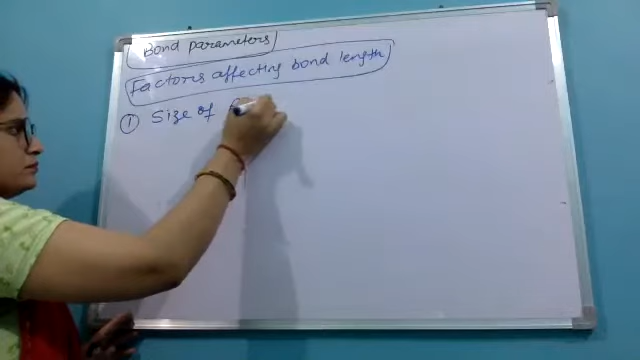 Bond parameters
Factors affecting bond length
① Size of